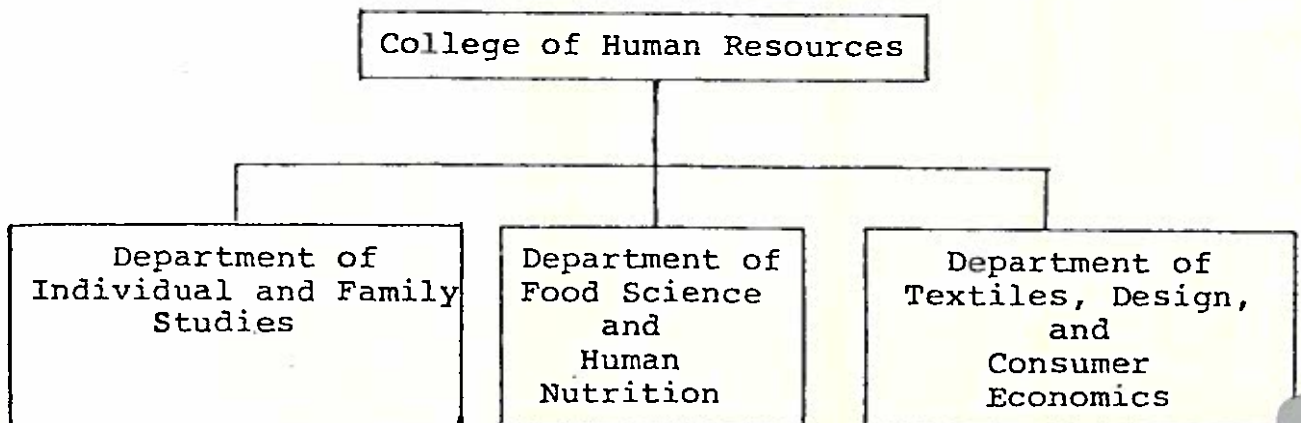 College of Human Resources
Department of
Individual and Family
Studies
Department of
Food Science
and
Human
Nutrition
Department of
Textiles, Design,
and
Consumer
Economics